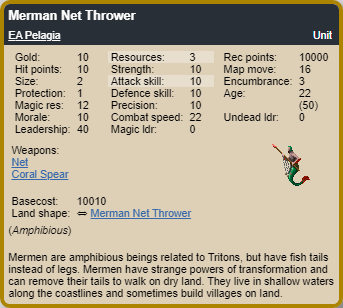 Merman Net Thrower
EA Pelagia Unit
Gold: 10 Resources: 3 Rec points: 10000
Hit points: 10 Strength: 10 Map move: 16
Size: 2 Attack skill: 10 Encumbrance: 3
Protection: 1 Defence skill: 10 Age: 22
Magic res: 12 Precision: 10 (50)
Morale: 10 Combat speed: 22 Undead ldr: 0
Leadership: 40 Magic ldr: 0
Weapons:
Net
Coral Spear
Basecost: 10010
Land shape: ⇔ Merman Net Thrower
(Amphibious)
Mermen are amphibious beings related to Tritons, but have fish tails
instead of legs. Mermen have strange powers of transformation and
can remove their tails to walk on dry land. They live in shallow waters
along the coastlines and sometimes build villages on land.